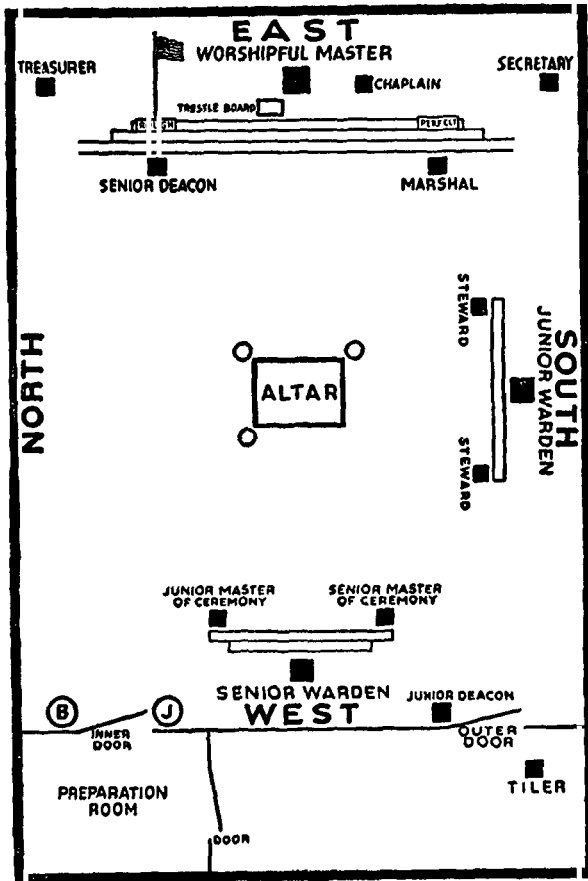 EAST
WORSHIPFUL MASTER
TREASURER
SECRETARY
CHAPLAIN
TRESTLE BOARD
ROUGH
PERFECT
SENIOR DEACON
MARSHAL
STEWARD
SOUTH
JUNIOR WARDEN
NORTH
ALTAR
STEWARD
JUNIOR MASTER
OF CEREMONY
SENIOR MASTER
OF CEREMONY
SENIOR WARDEN
JUNIOR DEACON
WEST
B
J
INNER
DOOR
OUTER
DOOR
PREPARATION
ROOM
TILER
DOOR